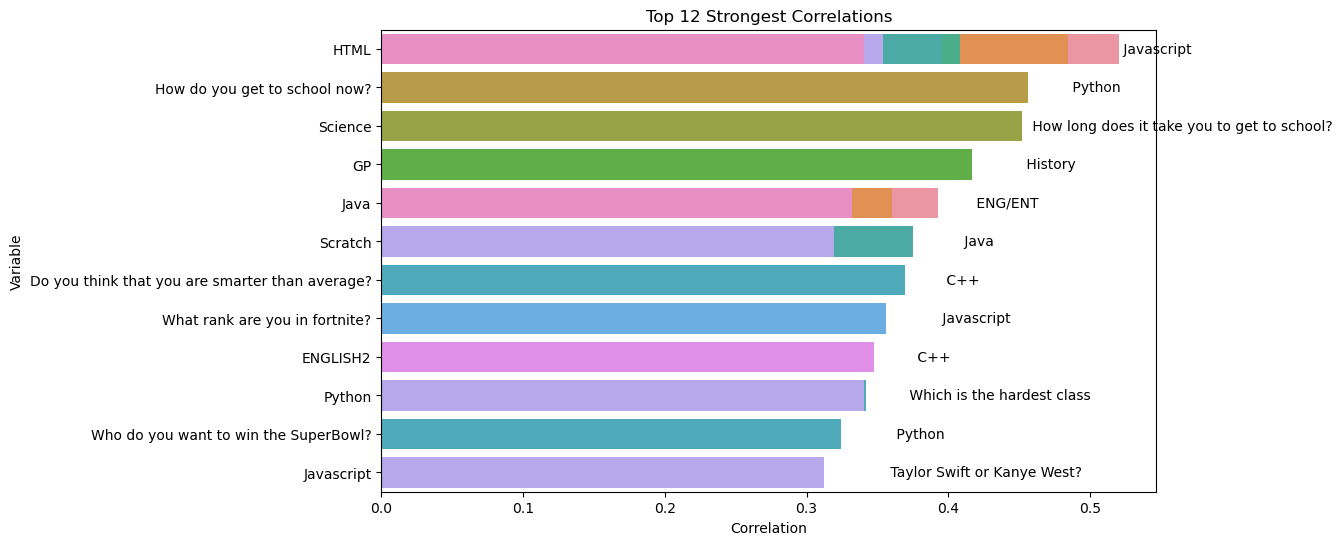 Top 12 Strongest Correlations
HTML Javascript
How do you get to school now? Python
Science How long does it take you to get to school?
GP History
Java ENG/ENT
Scratch Java
Do you think that you are smarter than average? C++
What rank are you in fortnite? Javascript
ENGLISH2 C++
Python Which is the hardest class
Who do you want to win the SuperBowl? Python
Javascript Taylor Swift or Kanye West?
Variable
0.0 0.1 0.2 0.3 0.4 0.5
Correlation